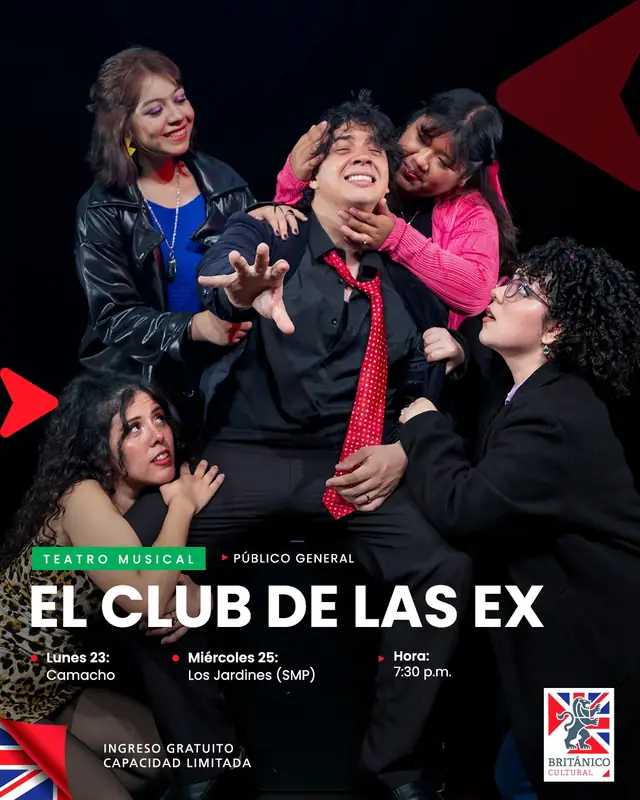 TEATRO MUSICAL
PÚBLICO GENERAL
EL CLUB DE LAS EX
Lunes 23:
Camacho
Miércoles 25:
Los Jardines (SMP)
Hora:
7:30 p.m.
INGRESO GRATUITO
CAPACIDAD LIMITADA
BRITÁNICO
CULTURAL